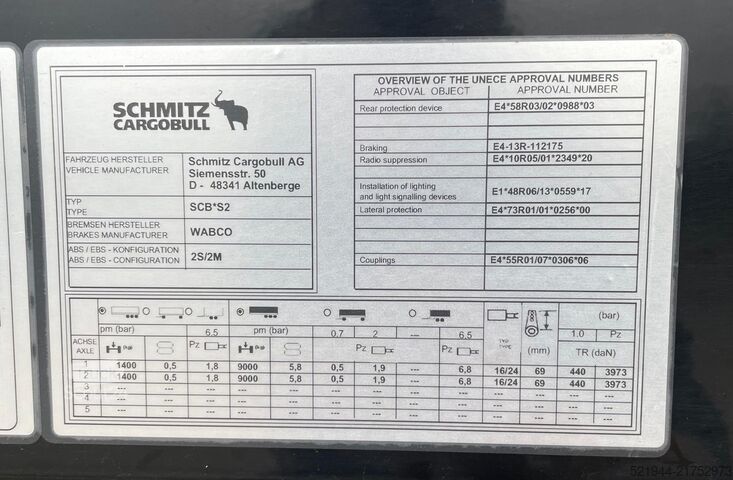 SCHMITZ
CARGOBULL
FAHRZEUG HERSTELLER
VEHICLE MANUFACTURER
Schmitz Cargobull AG
Siemensstr. 50
D - 48341 Altenberge
TYP
TYPE
SCB*S2
BREMSEN HERSTELLER
BRAKES MANUFACTURER
WABCO
ABS / EBS - KONFIGURATION
ABS / EBS - CONFIGURATION
2S/2M
OVERVIEW OF THE UNECE APPROVAL NUMBERS
APPROVAL OBJECT APPROVAL NUMBER
Rear protection device E4*58R03/02*0988*03
Braking E4-13R-112175
Radio suppression E4*10R05/01*2349*20
Installation of lighting
and light signalling devices E1*48R06/13*0559*17
Lateral protection E4*73R01/01*0256*00
Couplings E4*55R01/07*0306*06
(bar)
pm (bar) 6.5 pm (bar) 0.7 2 --- 6.5 1.0 Pz
ACHSE
AXLE
Pz Pz Pz
TYP
TYPE
(mm) TR (daN)
1 1400 0,5 1,8 9000 5,8 0,5 1,9 --- 6,8 16/24 69 440 3973
2 1400 0,5 1,8 9000 5,8 0,5 1,9 --- 6,8 16/24 69 440 3973
3 --- --- --- --- --- --- --- --- --- --- --- --- ---
4 --- --- --- --- --- --- --- --- --- --- --- --- ---
5 --- --- --- --- --- --- --- --- --- --- --- --- ---
521944-21752973